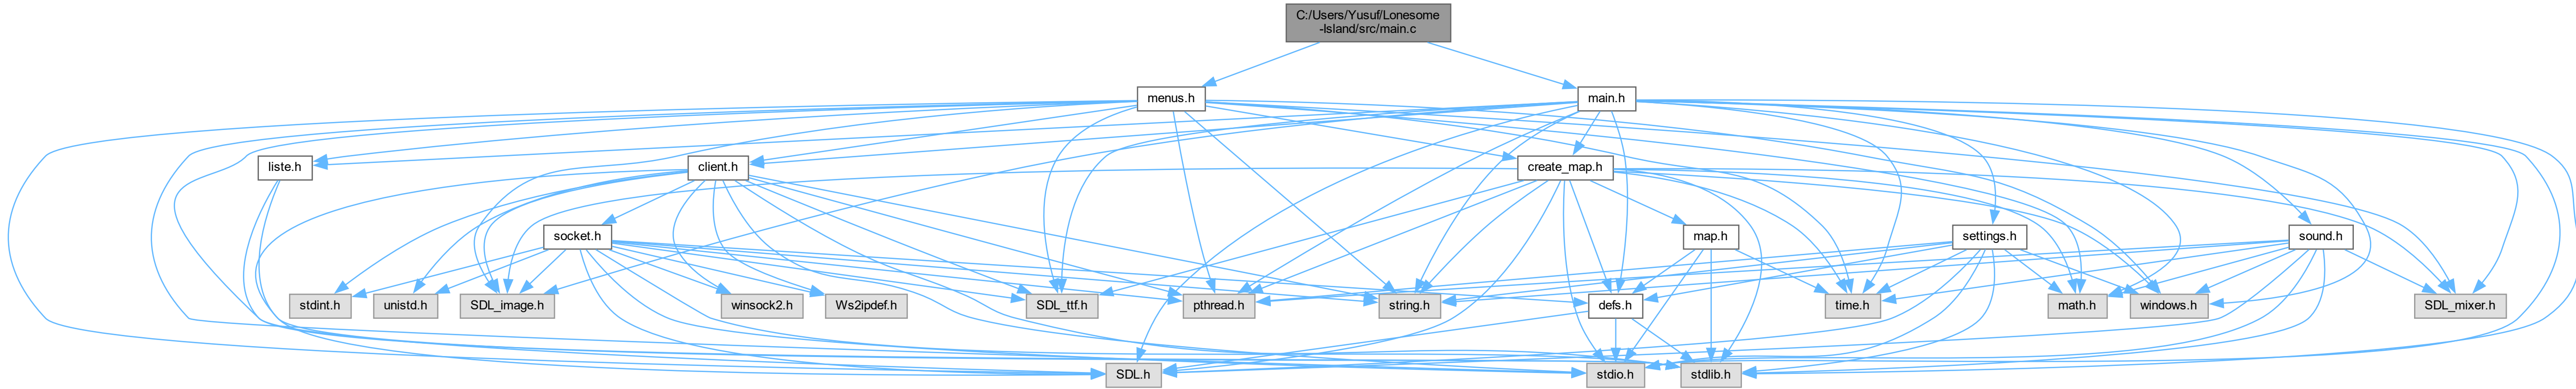 C:/Users/Yusuf/Lonesome
-Island/src/main.c
menus.h
main.h
liste.h
client.h
create_map.h
socket.h
map.h
settings.h
sound.h
stdint.h
unistd.h
SDL_image.h
winsock2.h
Ws2ipdef.h
SDL_ttf.h
pthread.h
string.h
defs.h
time.h
math.h
windows.h
SDL_mixer.h
SDL.h
stdio.h
stdlib.h